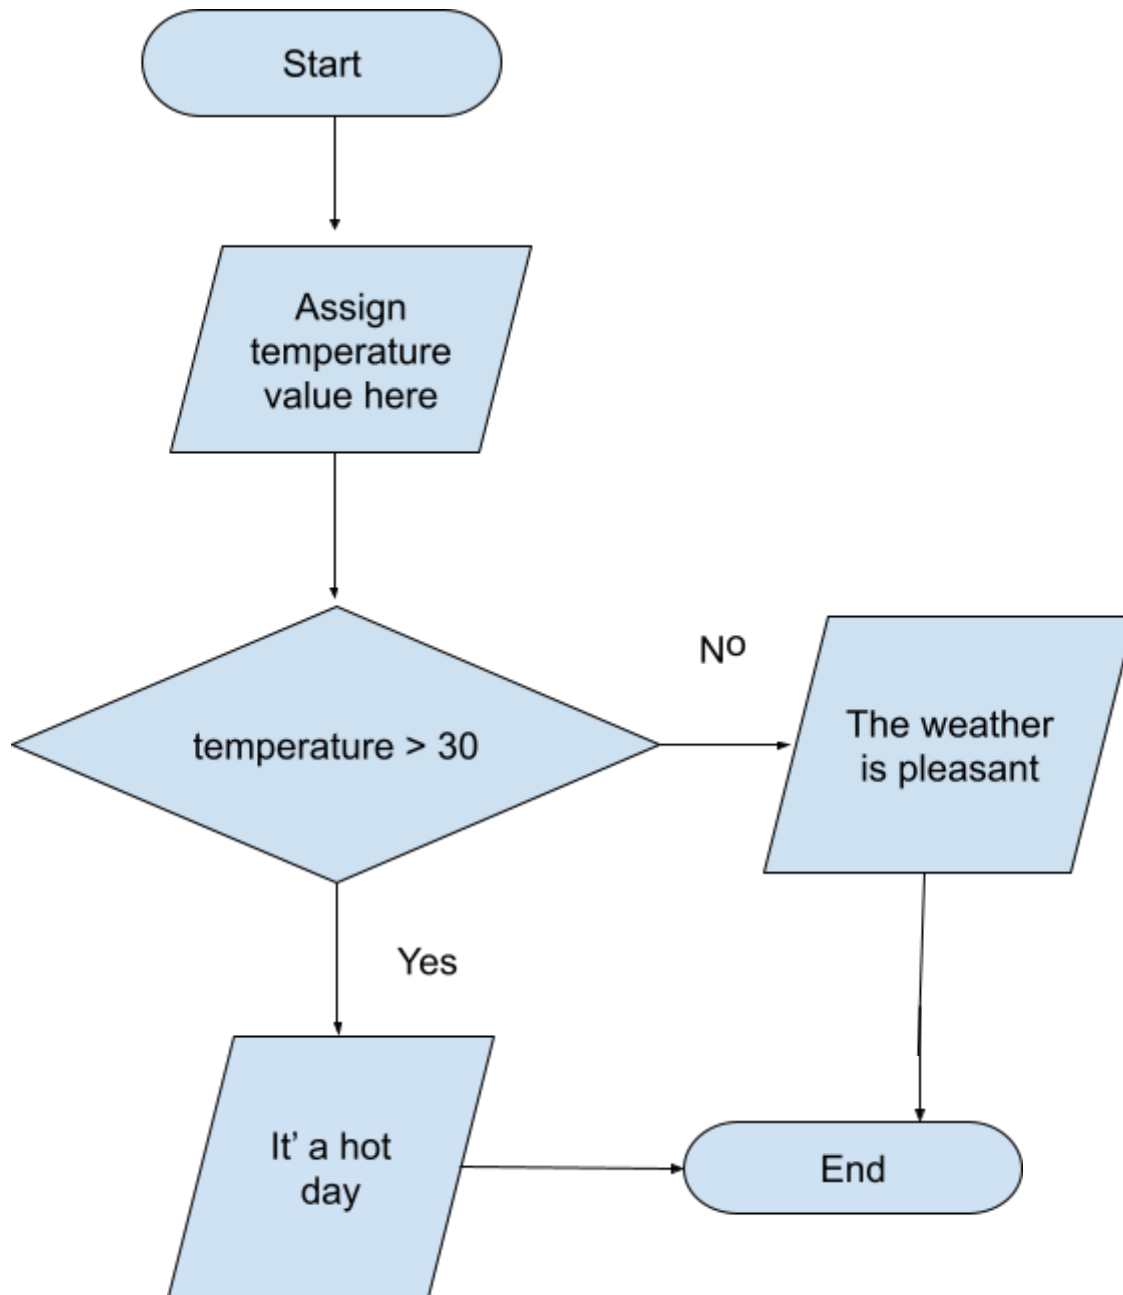 Start
Assign
temperature
value here
temperature > 30
No
The weather
is pleasant
Yes
It’ a hot
day
End